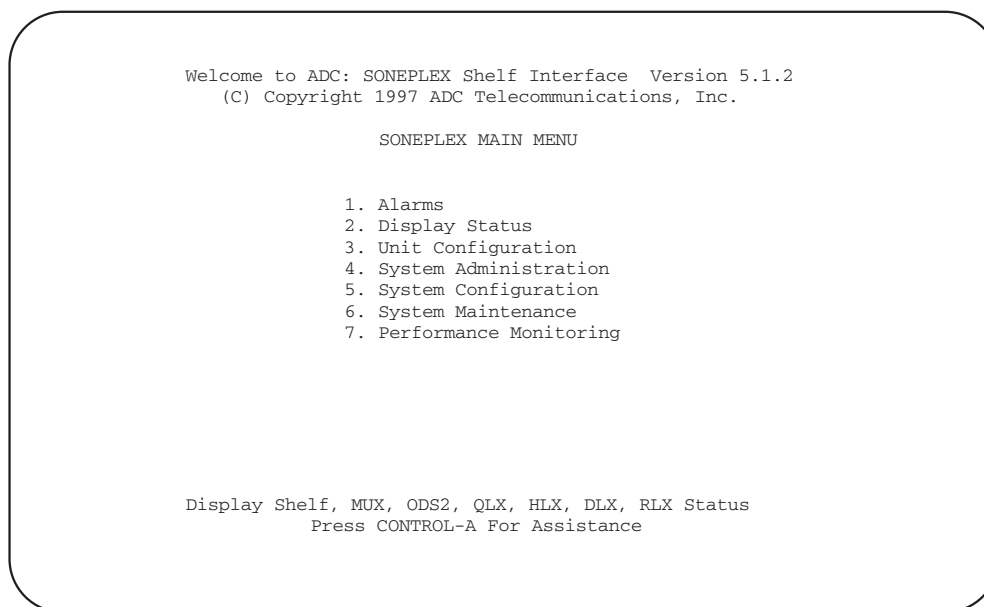 Welcome to ADC: SONEPLEX Shelf Interface Version 5.1.2
(C) Copyright 1997 ADC Telecommunications, Inc.
SONEPLEX MAIN MENU
1. Alarms
2. Display Status
3. Unit Configuration
4. System Administration
5. System Configuration
6. System Maintenance
7. Performance Monitoring
Display Shelf, MUX, ODS2, QLX, HLX, DLX, RLX Status
Press CONTROL-A For Assistance